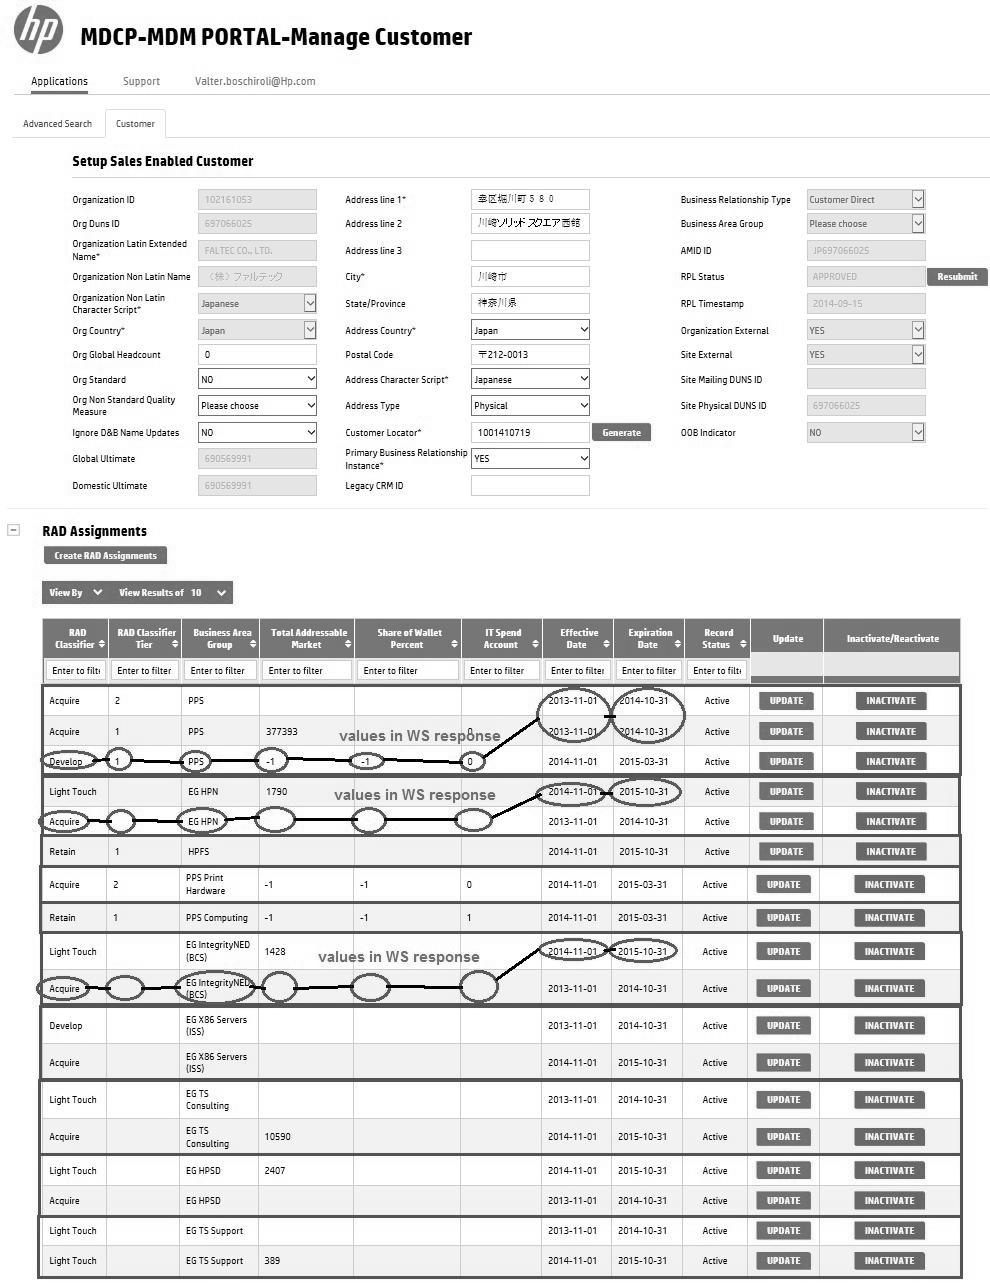 hp MDCP-MDM PORTAL-Manage Customer
Applications Support Valter.boschiroli@Hp.com
Advanced Search Customer
Setup Sales Enabled Customer
Organization ID 102161053 Address line 1* 幸区堀川町５８０ Business Relationship Type Customer Direct
Org Duns ID 697066025 Address line 2 川崎ソリッドスクエア西館 Business Area Group Please choose
Organization Latin Extended Name* FALTEC CO., LTD. Address line 3 AMID ID JP697066025
Organization Non Latin Name （株）ファルテック City* 川崎市 RPL Status APPROVED Resubmit
Organization Non Latin Character Script* Japanese State/Province 神奈川県 RPL Timestamp 2014-09-15
Org Country* Japan Address Country* Japan Organization External YES
Org Global Headcount 0 Postal Code 〒212-0013 Site External YES
Org Standard NO Address Character Script* Japanese Site Mailing DUNS ID
Org Non Standard Quality Measure Please choose Address Type Physical Site Physical DUNS ID 697066025
Ignore D&B Name Updates NO Customer Locator* 1001410719 Generate OOB Indicator NO
Global Ultimate 690569991 Primary Business Relationship Instance* YES
Domestic Ultimate 690569991 Legacy CRM ID
RAD Assignments
Create RAD Assignments
View By View Results of 10
RAD Classifier RAD Classifier Tier Business Area Group Total Addressable Market Share of Wallet Percent IT Spend Account Effective Date Expiration Date Record Status Update Inactivate/Reactivate
Enter to filte Enter to filter Enter to filter Enter to filter Enter to filter Enter to filter Enter to filter Enter to filter Enter to filter
Acquire 2 PPS 2013-11-01 2014-10-31 Active UPDATE INACTIVATE
Acquire 1 PPS 377393 0 2013-11-01 2014-10-31 Active UPDATE INACTIVATE
values in WS response
Develop 1 PPS -1 -1 0 2014-11-01 2015-03-31 Active UPDATE INACTIVATE
Light Touch EG HPN 1790 values in WS response 2014-11-01 2015-10-31 Active UPDATE INACTIVATE
Acquire EG HPN 2013-11-01 2014-10-31 Active UPDATE INACTIVATE
Retain 1 HPFS 2014-11-01 2015-10-31 Active UPDATE INACTIVATE
Acquire 2 PPS Print Hardware -1 -1 0 2014-11-01 2015-03-31 Active UPDATE INACTIVATE
Retain 1 PPS Computing -1 -1 1 2014-11-01 2015-03-31 Active UPDATE INACTIVATE
Light Touch EG IntegrityNED (BCS) 1428 values in WS response 2014-11-01 2015-10-31 Active UPDATE INACTIVATE
Acquire EG IntegrityNED (BCS) 2013-11-01 2014-10-31 Active UPDATE INACTIVATE
Develop EG X86 Servers (ISS) 2013-11-01 2014-10-31 Active UPDATE INACTIVATE
Acquire EG X86 Servers (ISS) 2014-11-01 2015-10-31 Active UPDATE INACTIVATE
Light Touch EG TS Consulting 2013-11-01 2014-10-31 Active UPDATE INACTIVATE
Acquire EG TS Consulting 10590 2014-11-01 2015-10-31 Active UPDATE INACTIVATE
Light Touch EG HPSD 2407 2014-11-01 2015-10-31 Active UPDATE INACTIVATE
Acquire EG HPSD 2013-11-01 2014-10-31 Active UPDATE INACTIVATE
Light Touch EG TS Support 2013-11-01 2014-10-31 Active UPDATE INACTIVATE
Light Touch EG TS Support 389 2014-11-01 2015-10-31 Active UPDATE INACTIVATE